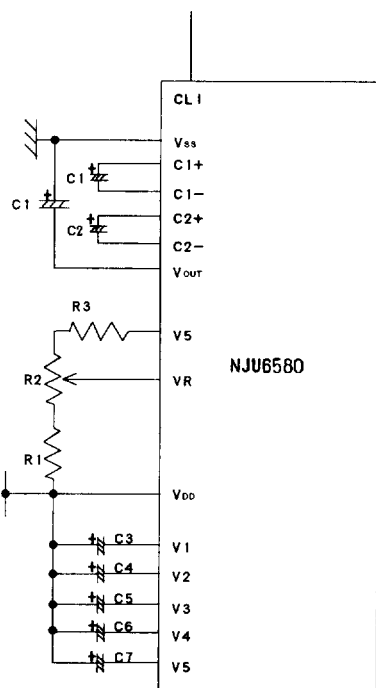 CLI
Vss
C1+
C1
C1-
C1
C2+
C2
C2-
VOUT
R3
V5
NJU6580
R2
VR
R1
VDD
C3
V1
C4
V2
C5
V3
C6
V4
C7
V5